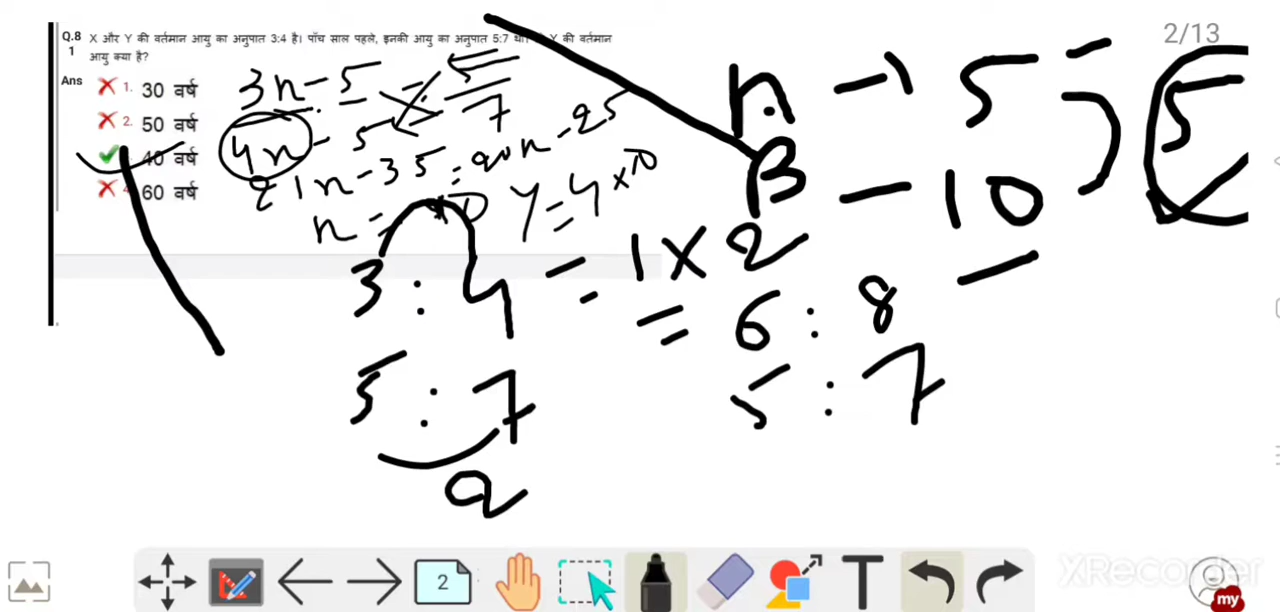 2/13
Q.8 X और Y की वर्तमान आयु का अनुपात 3:4 है। पाँच साल पहले, इनकी आयु का अनुपात 5:7 था। Y की वर्तमान
1 आयु क्या है?
Ans 1. 30 वर्ष
2. 50 वर्ष
40 वर्ष
4. 60 वर्ष
3n - 5 = 5
4n - 5 7
21n - 35 = 20n - 25
n = 10 Y = 4 × 10
n - 5
B - 10
5
3 : 4 = 1 × 2
= 6 : 8
5 : 7 5 : 7
2
2
T
XRecorder
my